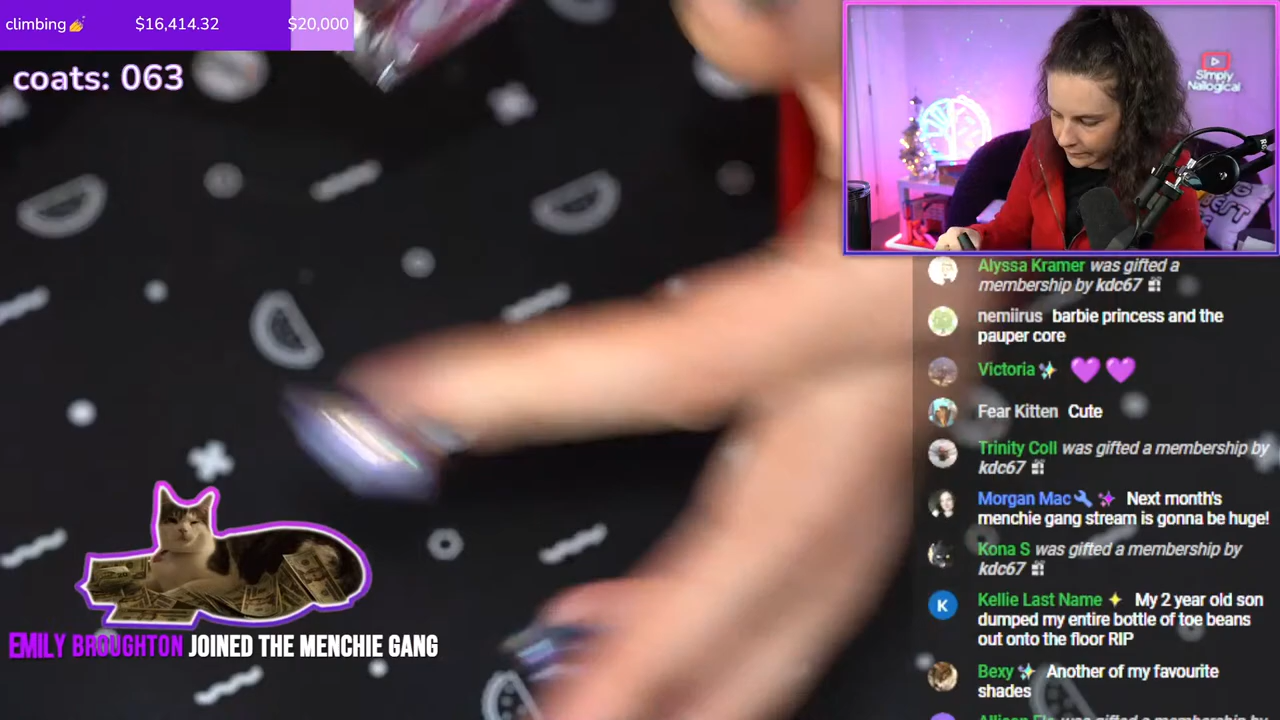 climbing💅 $16,414.32 $20,000
coats: 063
Simply
Nailogical
Alyssa Kramer was gifted a
membership by kdc67
nemiirus barbie princess and the
pauper core
Victoria 💜💜
Fear Kitten Cute
Trinity Coll was gifted a membership by
kdc67
Morgan Mac Next month's
menchie gang stream is gonna be huge!
Kona S was gifted a membership by
kdc67
K Kellie Last Name My 2 year old son
dumped my entire bottle of toe beans
out onto the floor RIP
Bexy Another of my favourite
shades
EMILY BROUGHTON JOINED THE MENCHIE GANG